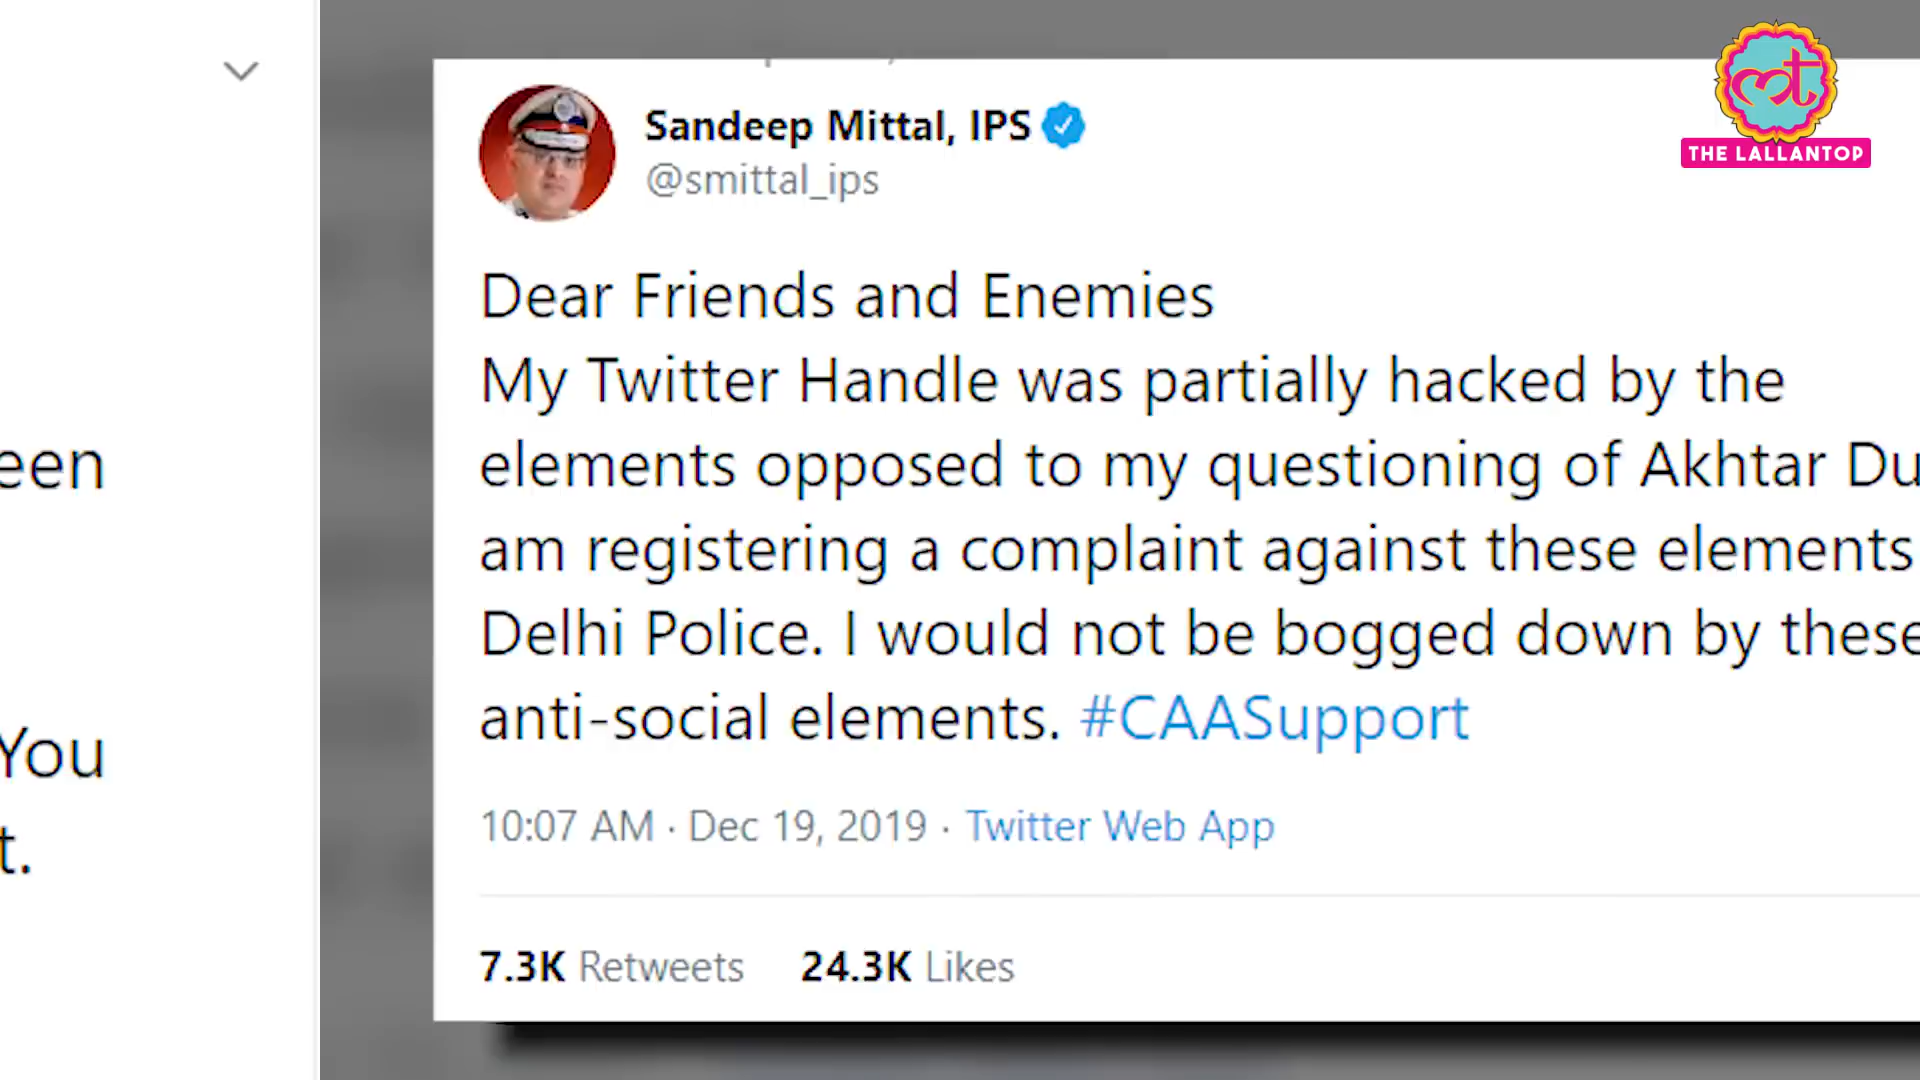 een
You
t.
Sandeep Mittal, IPS
@smittal_ips
Dear Friends and Enemies
My Twitter Handle was partially hacked by the
elements opposed to my questioning of Akhtar Du
am registering a complaint against these elements
Delhi Police. I would not be bogged down by these
anti-social elements. #CAASupport
10:07 AM · Dec 19, 2019 · Twitter Web App
7.3K Retweets 24.3K Likes
THE LALLANTOP